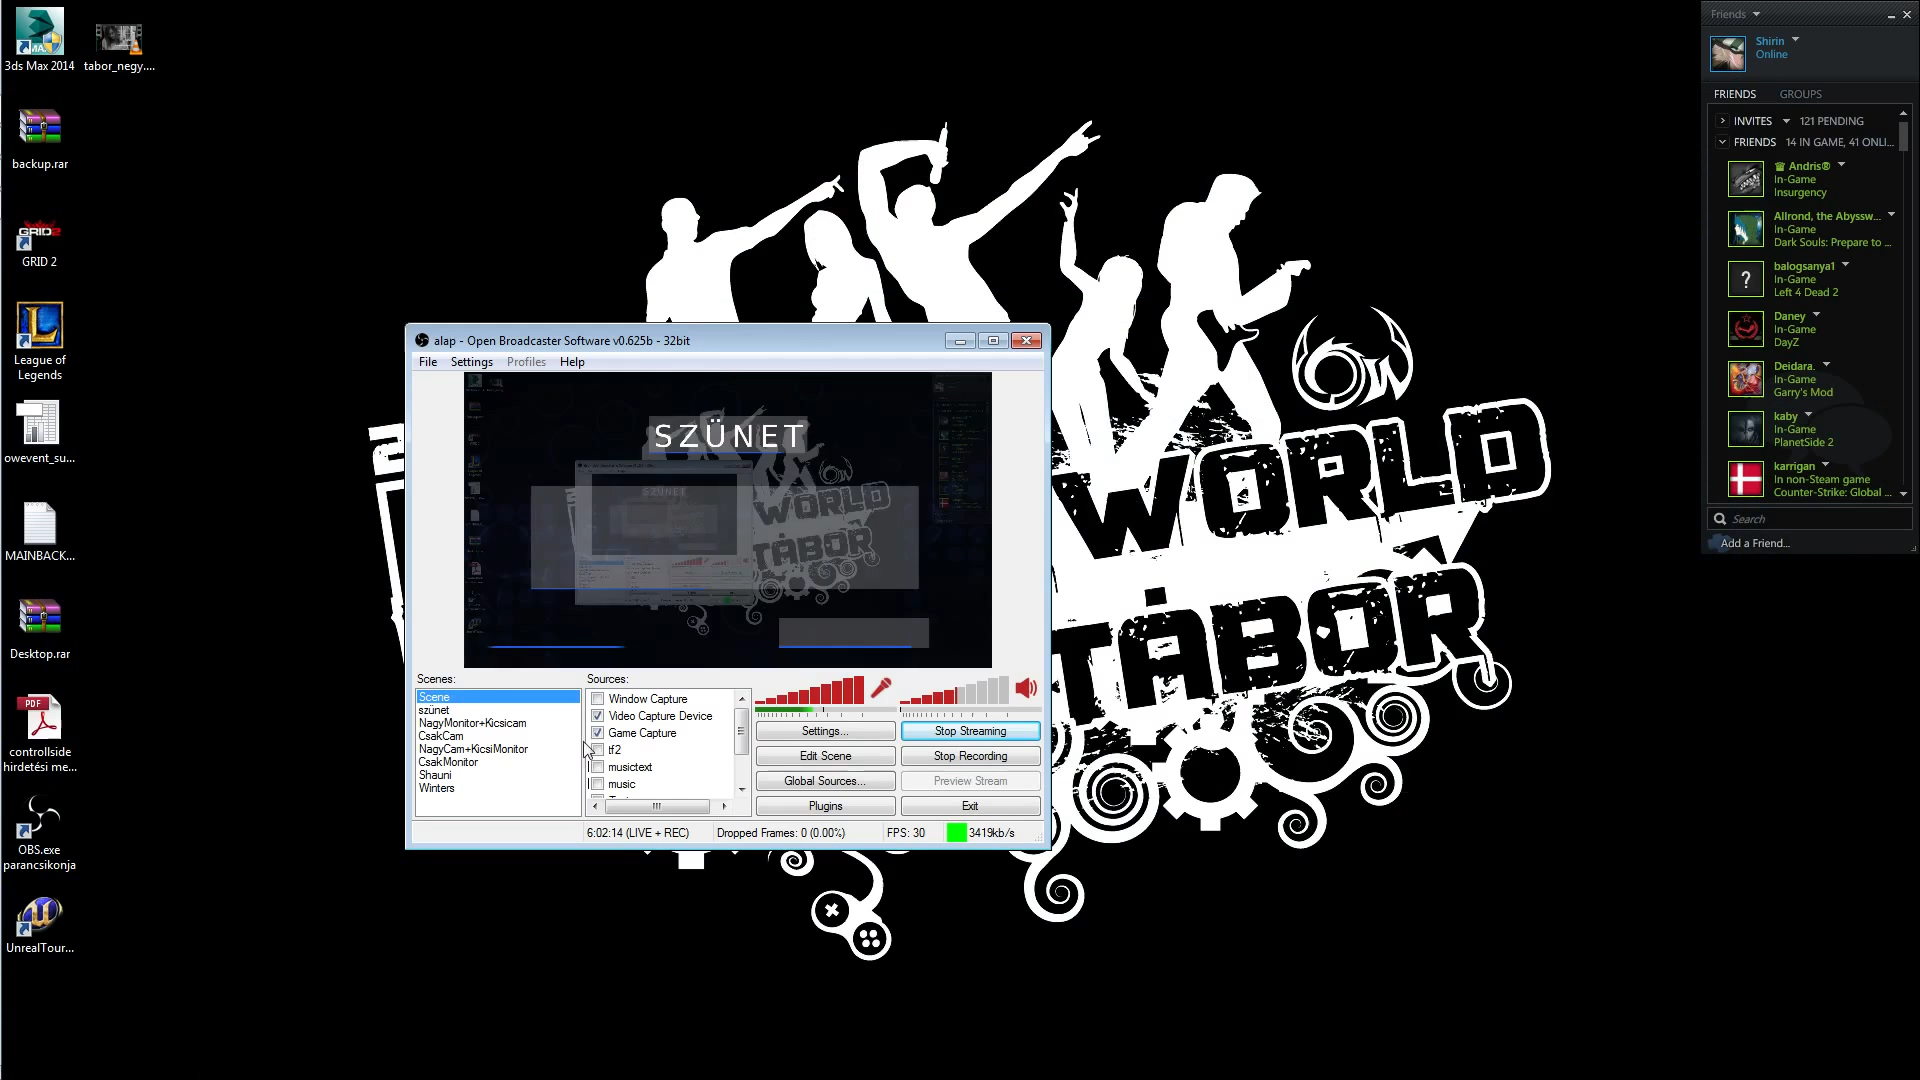 3ds Max 2014
tabor_negy....
backup.rar
GRID 2
GRID 2
League of
Legends
owevent_su...
MAINBACK...
Desktop.rar
PDF
controllside
hirdetési me...
OBS.exe
parancsikonja
UnrealTour...
WORLD
TÁBOR
alap - Open Broadcaster Software v0.625b - 32bit
File Settings Profiles Help
SZÜNET
SZÜNET
WORLD
TÁBOR
Scenes:
Scene
szünet
NagyMonitor+Kicsicam
CsakCam
NagyCam+KicsiMonitor
CsakMonitor
Shauni
Winters
Sources:
Window Capture
Video Capture Device
Game Capture
tf2
musictext
music
Settings...
Stop Streaming
Edit Scene
Stop Recording
Global Sources...
Preview Stream
Plugins
Exit
6:02:14 (LIVE + REC)
Dropped Frames: 0 (0.00%)
FPS: 30
3419kb/s
Friends
Shirin
Online
FRIENDS GROUPS
INVITES 121 PENDING
FRIENDS 14 IN GAME, 41 ONLI...
Andris®
In-Game
Insurgency
Allrond, the Abyssw...
In-Game
Dark Souls: Prepare to ...
balogsanya1
In-Game
Left 4 Dead 2
Daney
In-Game
DayZ
Deidara.
In-Game
Garry's Mod
kaby
In-Game
PlanetSide 2
karrigan
In non-Steam game
Counter-Strike: Global ...
Search
Add a Friend...